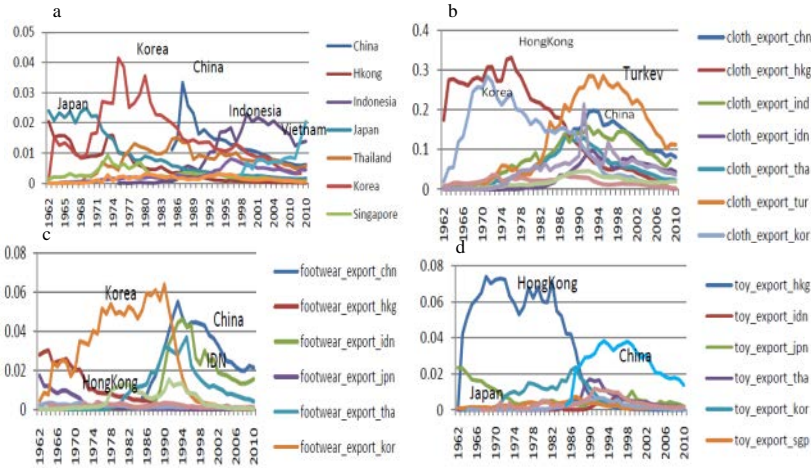 a
0.05
0.04
0.03
0.02
0.01
0
Korea
China
Japan
Indonesia
Vietnam
1962
1965
1968
1971
1974
1977
1980
1983
1986
1989
1992
1995
1998
2001
2004
2007
2010
China
Hkong
Indonesia
Japan
Thailand
Korea
Singapore
b
0.4
0.3
0.2
0.1
0
HongKong
Korea
China
Turkev
1962
1966
1970
1974
1978
1982
1986
1990
1994
1998
2002
2006
2010
cloth_export_chn
cloth_export_hkg
cloth_export_ind
cloth_export_idn
cloth_export_tha
cloth_export_tur
cloth_export_kor
c
0.08
0.06
0.04
0.02
0
Korea
China
IDN
HongKong
1962
1966
1970
1974
1978
1982
1986
1990
1994
1998
2002
2006
2010
footwear_export_chn
footwear_export_hkg
footwear_export_idn
footwear_export_jpn
footwear_export_tha
footwear_export_kor
d
0.08
0.06
0.04
0.02
0
HongKong
China
Japan
1962
1966
1970
1974
1978
1982
1986
1990
1994
1998
2002
2006
2010
toy_export_hkg
toy_export_idn
toy_export_jpn
toy_export_tha
toy_export_kor
toy_export_sgp